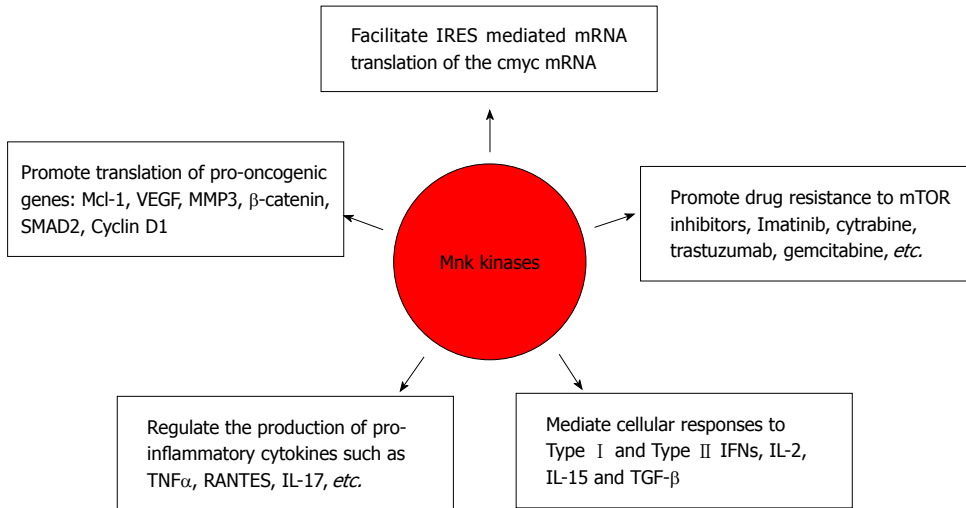 Facilitate IRES mediated mRNA
translation of the cmyc mRNA
Promote translation of pro-oncogenic
genes: Mcl-1, VEGF, MMP3, β-catenin,
SMAD2, Cyclin D1
Promote drug resistance to mTOR
inhibitors, Imatinib, cytrabine,
trastuzumab, gemcitabine, etc.
Mnk kinases
Regulate the production of pro-
inflammatory cytokines such as
TNFα, RANTES, IL-17, etc.
Mediate cellular responses to
Type Ⅰ and Type Ⅱ IFNs, IL-2,
IL-15 and TGF-β